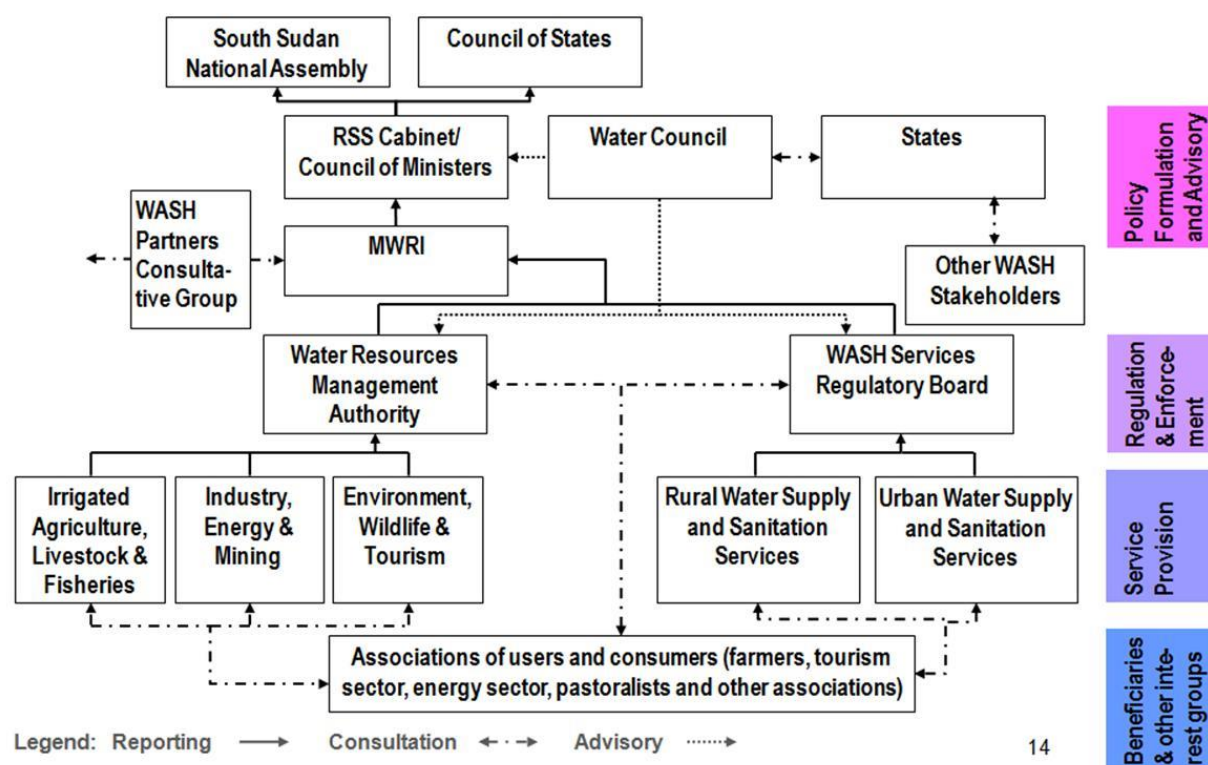 South Sudan
National Assembly
Council of States
RSS Cabinet/
Council of Ministers
Water Council
States
Policy
Formulation
and Advisory
WASH
Partners
Consulta-
tive Group
MWRI
Other WASH
Stakeholders
Water Resources
Management
Authority
WASH Services
Regulatory Board
Regulation
& Enforce-
ment
Irrigated
Agriculture,
Livestock &
Fisheries
Industry,
Energy &
Mining
Environment,
Wildlife &
Tourism
Rural Water Supply
and Sanitation
Services
Urban Water Supply
and Sanitation
Services
Service
Provision
Associations of users and consumers (farmers, tourism
sector, energy sector, pastoralists and other associations)
Beneficiaries
& other inte-
rest groups
Legend: Reporting Consultation Advisory
14